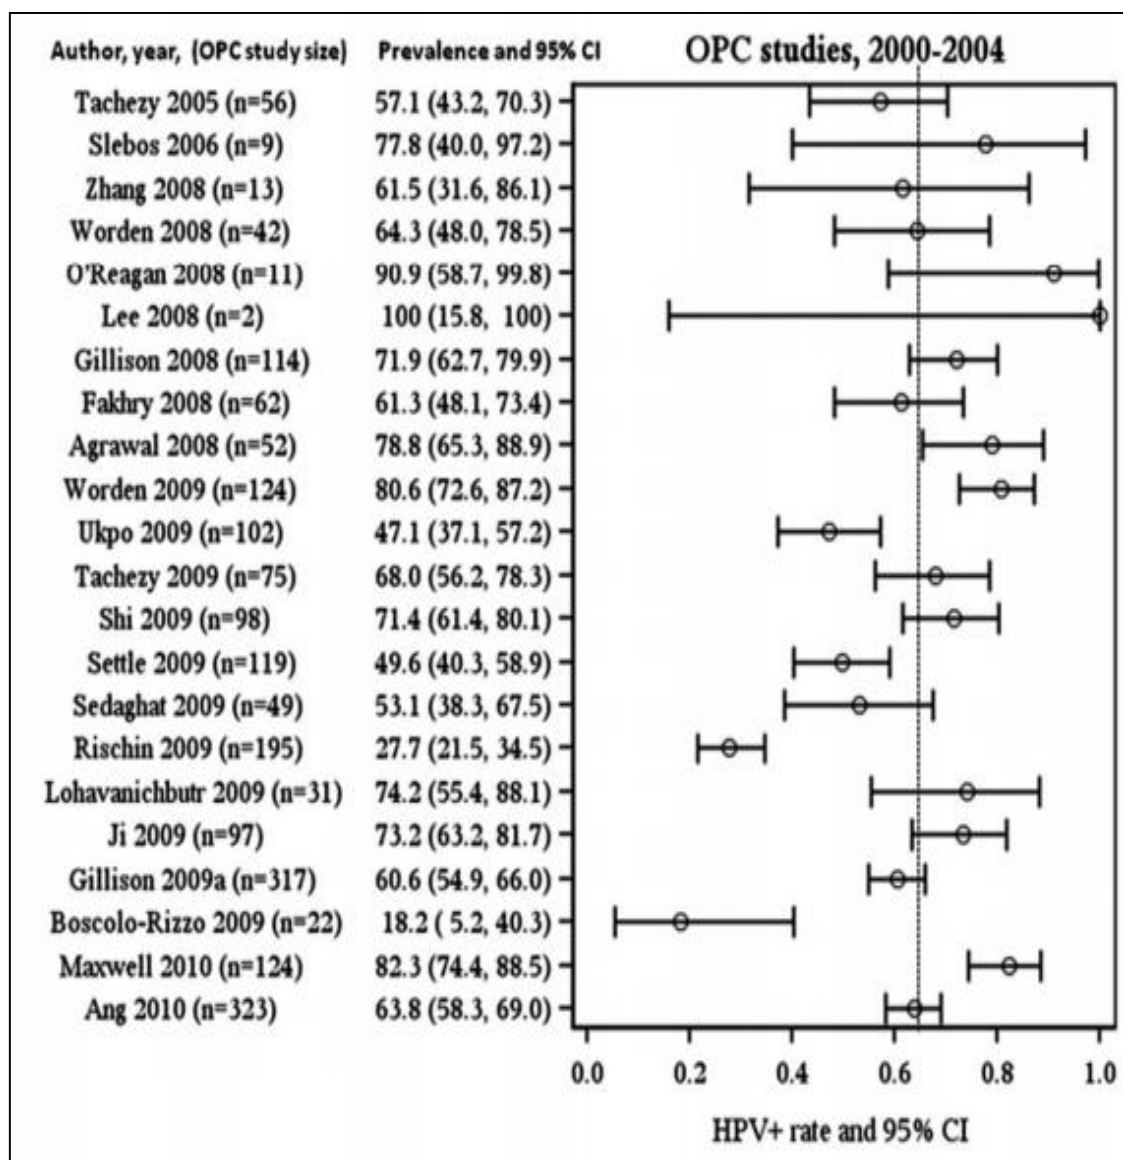 Author, year, (OPC study size) Prevalence and 95% CI OPC studies, 2000-2004
Tachezy 2005 (n=56) 57.1 (43.2, 70.3)
Slebos 2006 (n=9) 77.8 (40.0, 97.2)
Zhang 2008 (n=13) 61.5 (31.6, 86.1)
Worden 2008 (n=42) 64.3 (48.0, 78.5)
O'Reagan 2008 (n=11) 90.9 (58.7, 99.8)
Lee 2008 (n=2) 100 (15.8, 100)
Gillison 2008 (n=114) 71.9 (62.7, 79.9)
Fakhry 2008 (n=62) 61.3 (48.1, 73.4)
Agrawal 2008 (n=52) 78.8 (65.3, 88.9)
Worden 2009 (n=124) 80.6 (72.6, 87.2)
Ukpo 2009 (n=102) 47.1 (37.1, 57.2)
Tachezy 2009 (n=75) 68.0 (56.2, 78.3)
Shi 2009 (n=98) 71.4 (61.4, 80.1)
Settle 2009 (n=119) 49.6 (40.3, 58.9)
Sedaghat 2009 (n=49) 53.1 (38.3, 67.5)
Rischin 2009 (n=195) 27.7 (21.5, 34.5)
Lohavanichbutr 2009 (n=31) 74.2 (55.4, 88.1)
Ji 2009 (n=97) 73.2 (63.2, 81.7)
Gillison 2009a (n=317) 60.6 (54.9, 66.0)
Boscolo-Rizzo 2009 (n=22) 18.2 ( 5.2, 40.3)
Maxwell 2010 (n=124) 82.3 (74.4, 88.5)
Ang 2010 (n=323) 63.8 (58.3, 69.0)
0.0 0.2 0.4 0.6 0.8 1.0
HPV+ rate and 95% CI